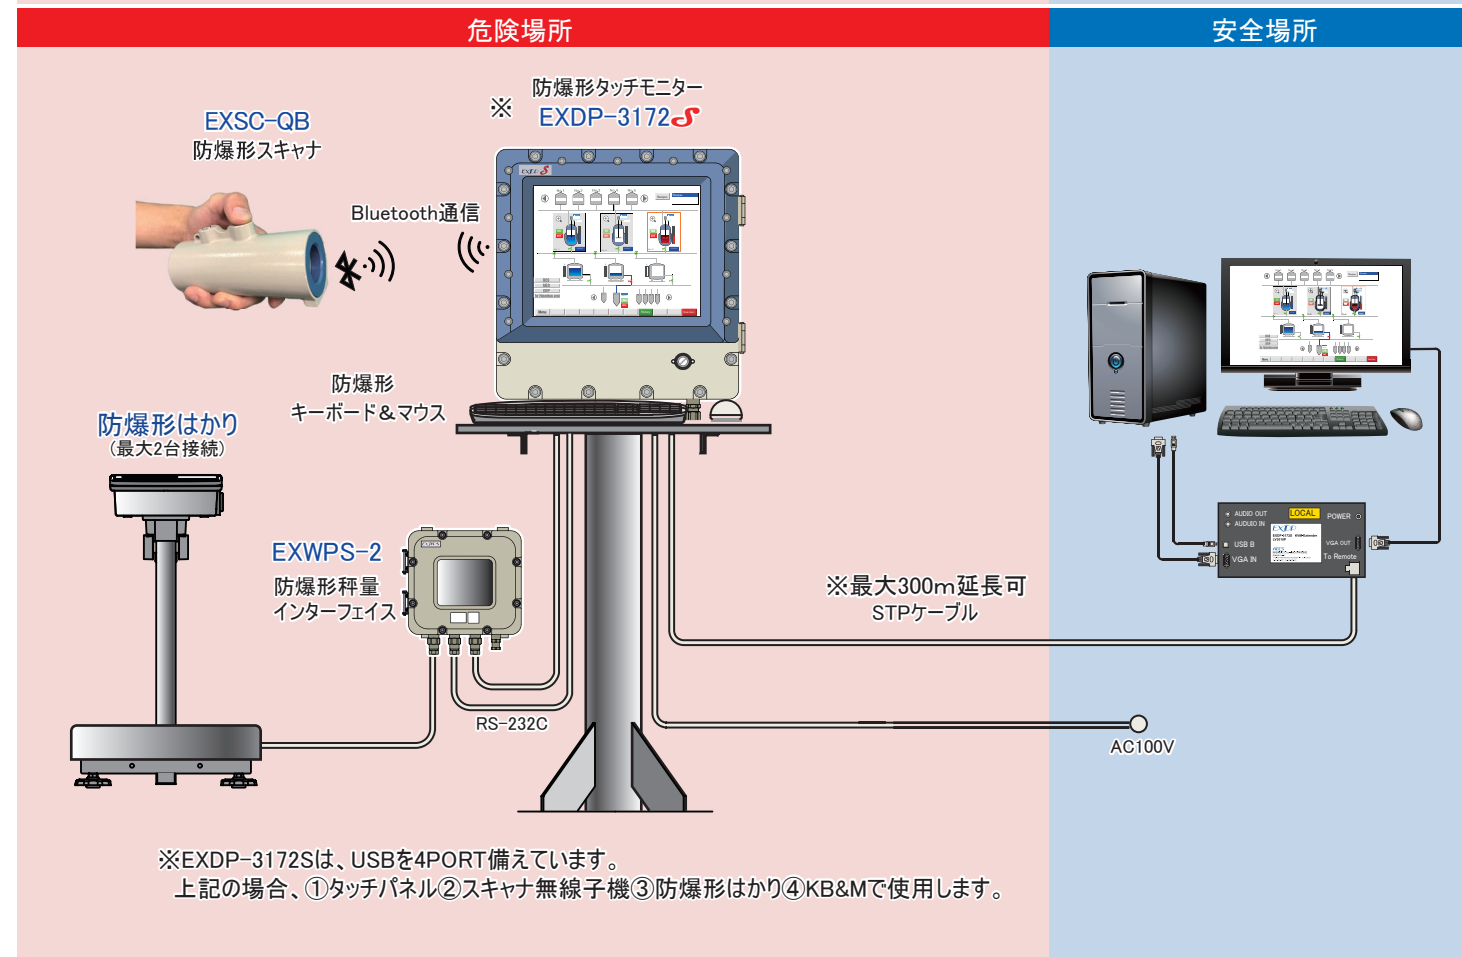 危険場所
安全場所
防爆形タッチモニター
※ EXDP-3172S
EXSC-QB
防爆形スキャナ
Bluetooth通信
EXDP S
防爆形
キーボード&マウス
防爆形はかり
(最大2台接続)
EXWPS-2
防爆形秤量
インターフェイス
RS-232C
※最大300m延長可
STPケーブル
AC100V
AUDIO OUT
AUDUIO IN
USB B
VGA IN
LOCAL
POWER
EXDP
VGA OUT
To Remote
Menu
※EXDP-3172Sは、USBを4PORT備えています。
上記の場合、①タッチパネル②スキャナ無線子機③防爆形はかり④KB&Mで使用します。